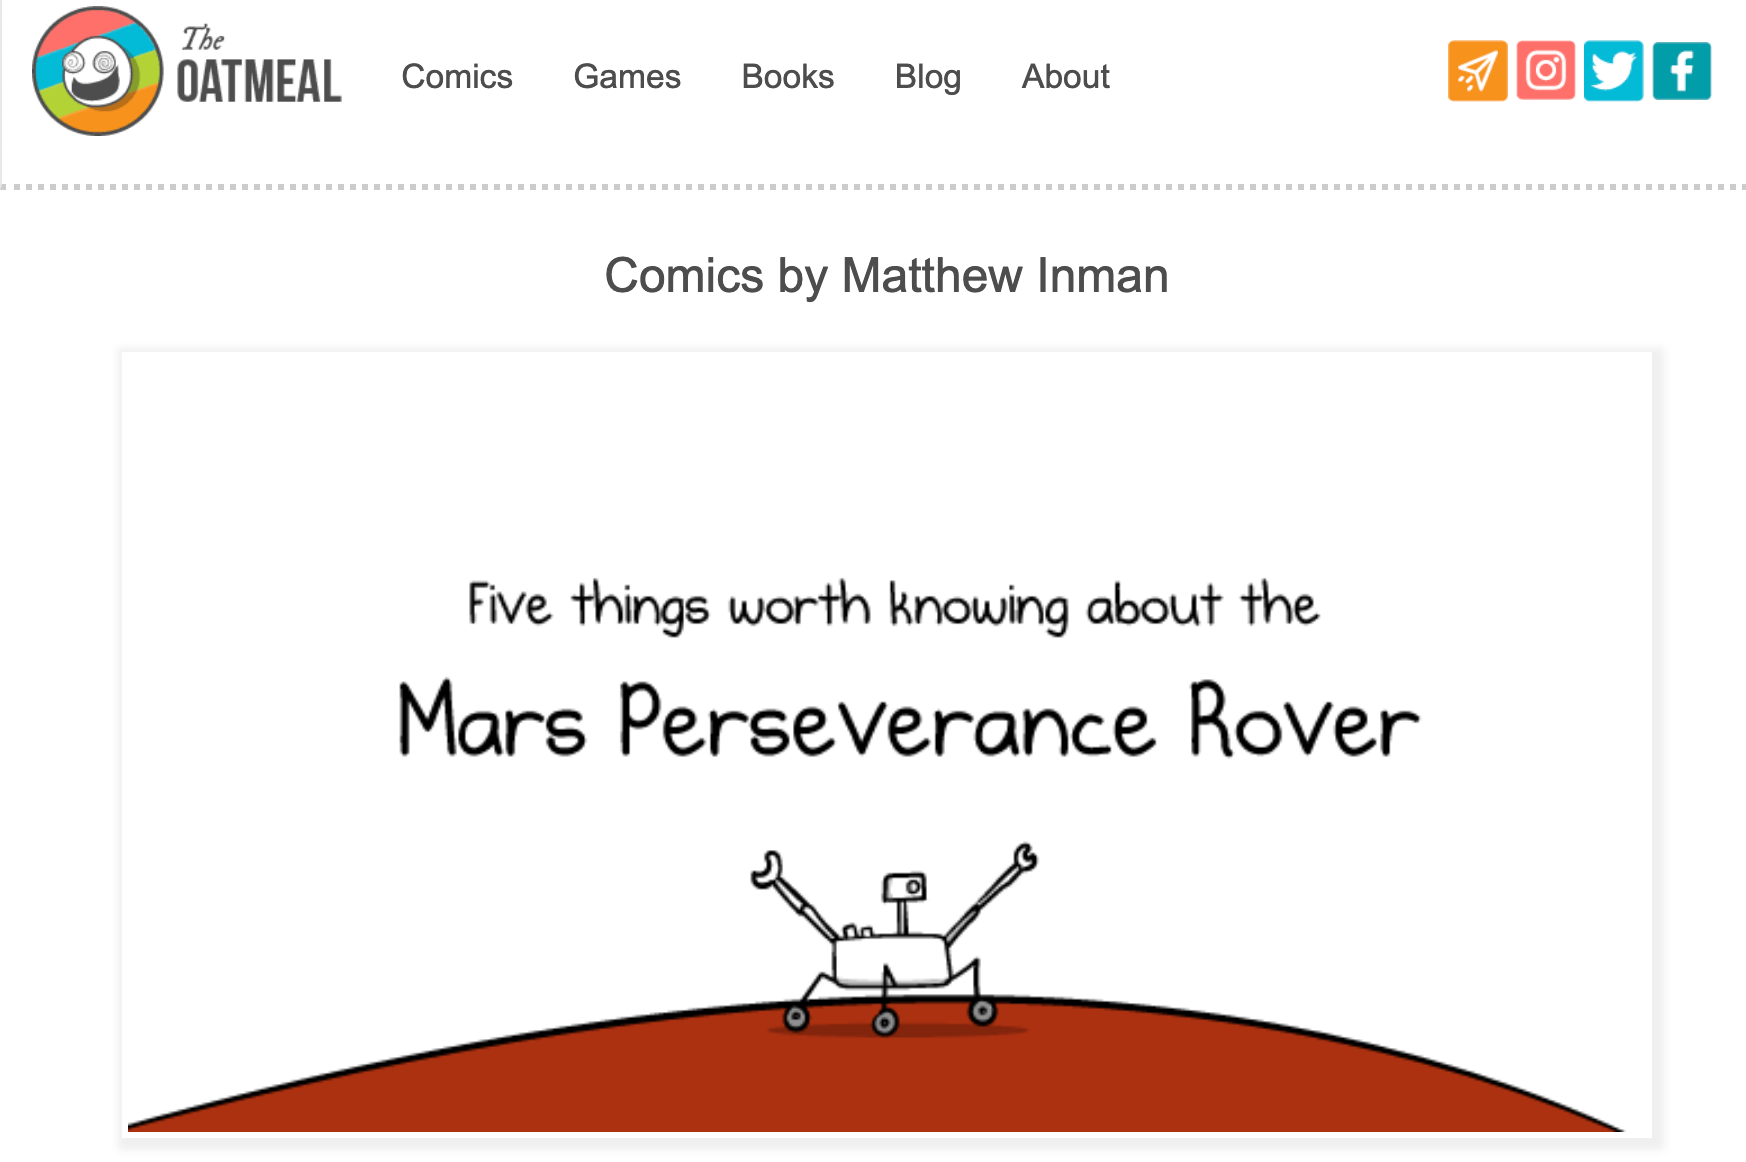 The
OATMEAL
Comics Games Books Blog About
Comics by Matthew Inman
Five things worth knowing about the
Mars Perseverance Rover